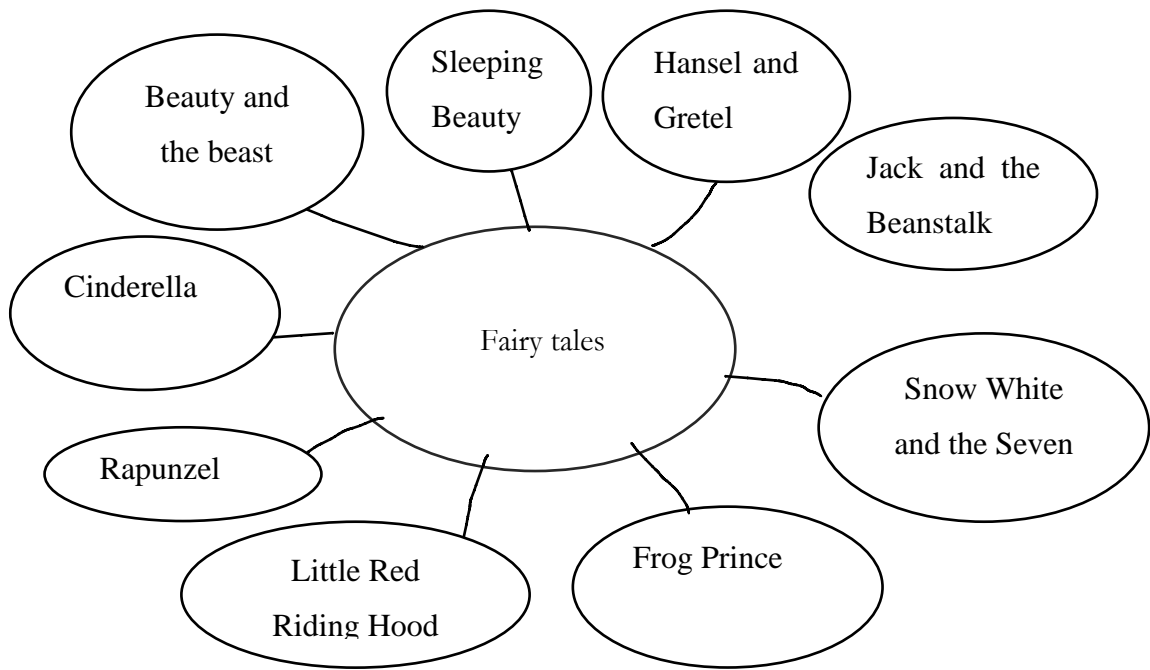 Sleeping
Beauty
Hansel and
Gretel
Beauty and
the beast
Jack and the
Beanstalk
Cinderella
Fairy tales
Snow White
and the Seven
Rapunzel
Little Red
Riding Hood
Frog Prince